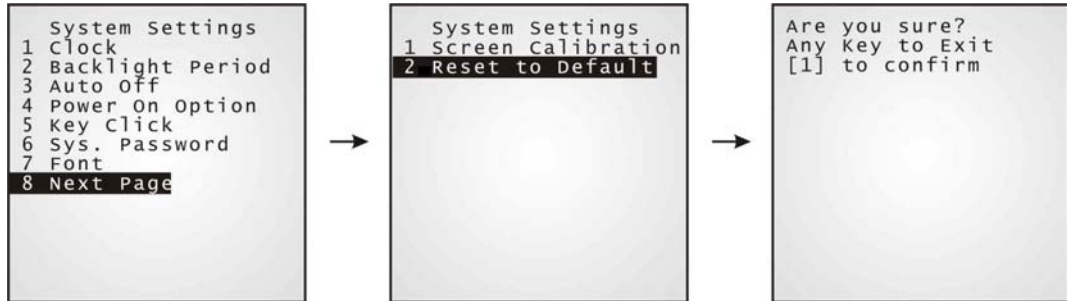 System Settings
1 Clock
2 Backlight Period
3 Auto Off
4 Power On Option
5 Key Click
6 Sys. Password
7 Font
8 Next Page
System Settings
1 Screen Calibration
2 Reset to Default
Are you sure?
Any Key to Exit
[1] to confirm